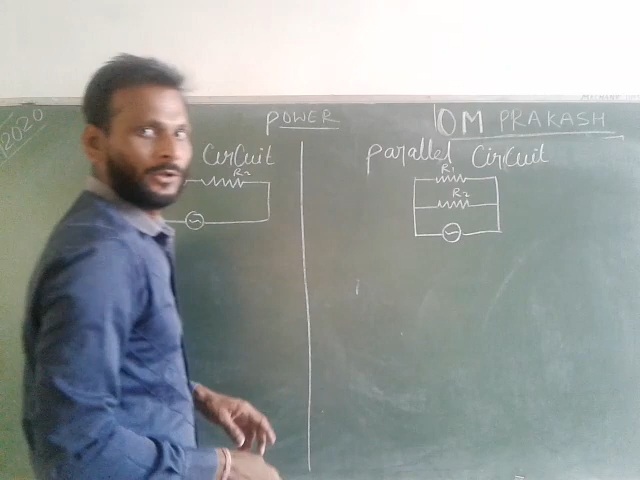 2020
POWER
OM PRAKASH
Circuit
Parallel Circuit
R2
R1
R2